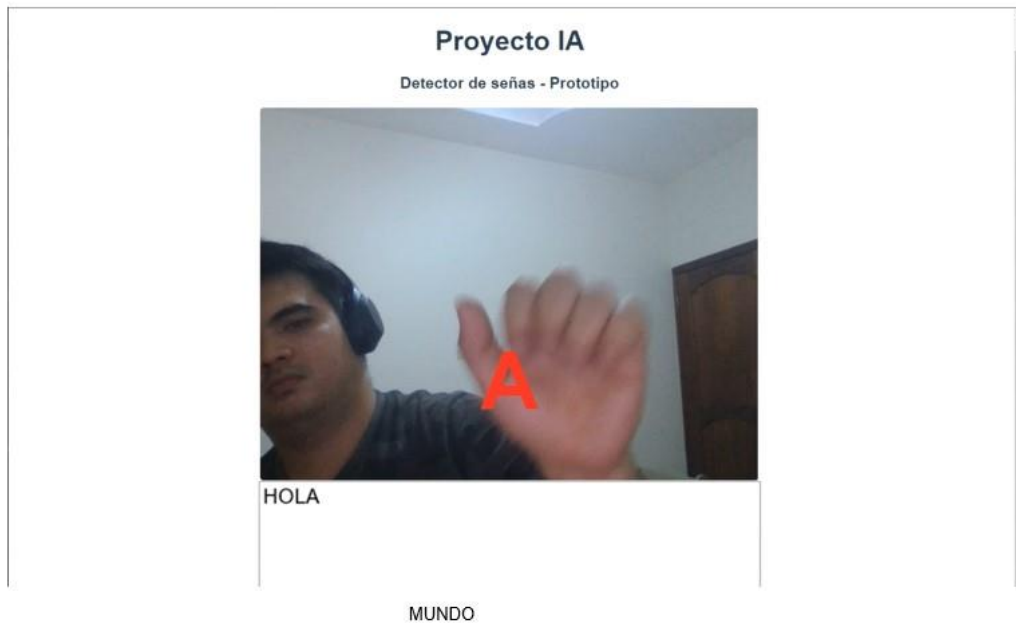 Proyecto IA
Detector de señas - Prototipo
A
HOLA
MUNDO